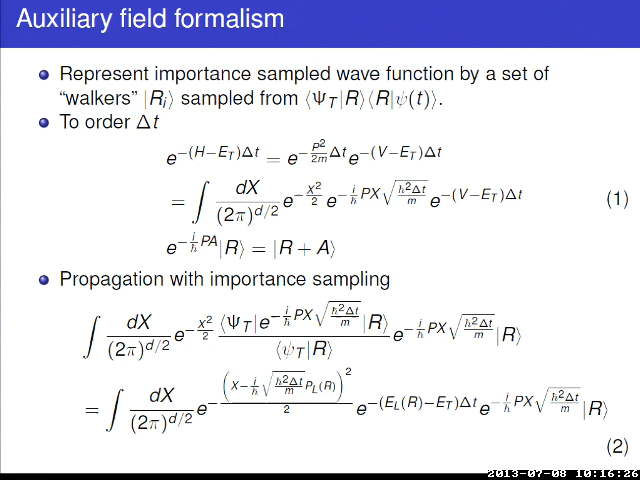 Auxiliary field formalism
Represent importance sampled wave function by a set of
“walkers” |R_i⟩ sampled from ⟨Ψ_T|R⟩⟨R|ψ(t)⟩.
To order Δt
e^{-(H-E_T)Δt} = e^{-\frac{P^2}{2m}Δt} e^{-(V-E_T)Δt}
= ∫ \frac{dX}{(2π)^{d/2}} e^{-\frac{X^2}{2}} e^{-\frac{i}{ħ}PX\sqrt{\frac{ħ^2Δt}{m}}} e^{-(V-E_T)Δt} (1)
e^{-\frac{i}{ħ}PA}|R⟩ = |R + A⟩
Propagation with importance sampling
∫ \frac{dX}{(2π)^{d/2}} e^{-\frac{X^2}{2}} \frac{⟨Ψ_T|e^{-\frac{i}{ħ}PX\sqrt{\frac{ħ^2Δt}{m}}}|R⟩}{⟨ψ_T|R⟩} e^{-\frac{i}{ħ}PX\sqrt{\frac{ħ^2Δt}{m}}}|R⟩
= ∫ \frac{dX}{(2π)^{d/2}} e^{-\frac{\left(X-\frac{i}{ħ}\sqrt{\frac{ħ^2Δt}{m}}P_L(R)\right)^2}{2}} e^{-(E_L(R)-E_T)Δt} e^{-\frac{i}{ħ}PX\sqrt{\frac{ħ^2Δt}{m}}}|R⟩
(2)
2013-07-08 10:16:26